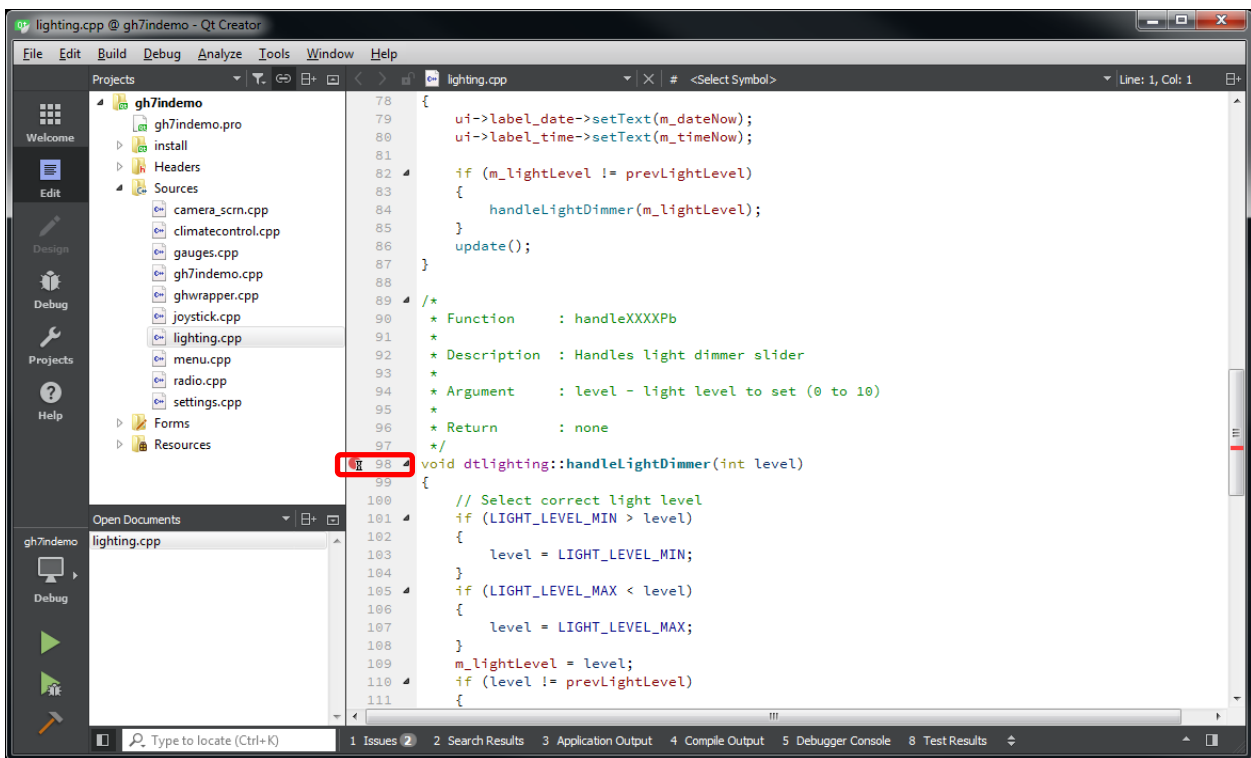 lighting.cpp @ gh7indemo - Qt Creator
File Edit Build Debug Analyze Tools Window Help
Projects
lighting.cpp
# <Select Symbol>
Line: 1, Col: 1
Welcome
Edit
Design
Debug
Projects
Help
gh7indemo
Debug
gh7indemo
gh7indemo.pro
install
Headers
Sources
camera_scrn.cpp
climatecontrol.cpp
gauges.cpp
gh7indemo.cpp
ghwrapper.cpp
joystick.cpp
lighting.cpp
menu.cpp
radio.cpp
settings.cpp
Forms
Resources
Open Documents
lighting.cpp
78 {
79 ui->label_date->setText(m_dateNow);
80 ui->label_time->setText(m_timeNow);
81
82 if (m_lightLevel != prevLightLevel)
83 {
84 handleLightDimmer(m_lightLevel);
85 }
86 update();
87 }
88
89 /*
90 * Function : handleXXXXPb
91 *
92 * Description : Handles light dimmer slider
93 *
94 * Argument : level - light level to set (0 to 10)
95 *
96 * Return : none
97 */
98 void dtlighting::handleLightDimmer(int level)
99 {
100 // Select correct light level
101 if (LIGHT_LEVEL_MIN > level)
102 {
103 level = LIGHT_LEVEL_MIN;
104 }
105 if (LIGHT_LEVEL_MAX < level)
106 {
107 level = LIGHT_LEVEL_MAX;
108 }
109 m_lightLevel = level;
110 if (level != prevLightLevel)
111 {
Type to locate (Ctrl+K)
1 Issues 2 2 Search Results 3 Application Output 4 Compile Output 5 Debugger Console 8 Test Results